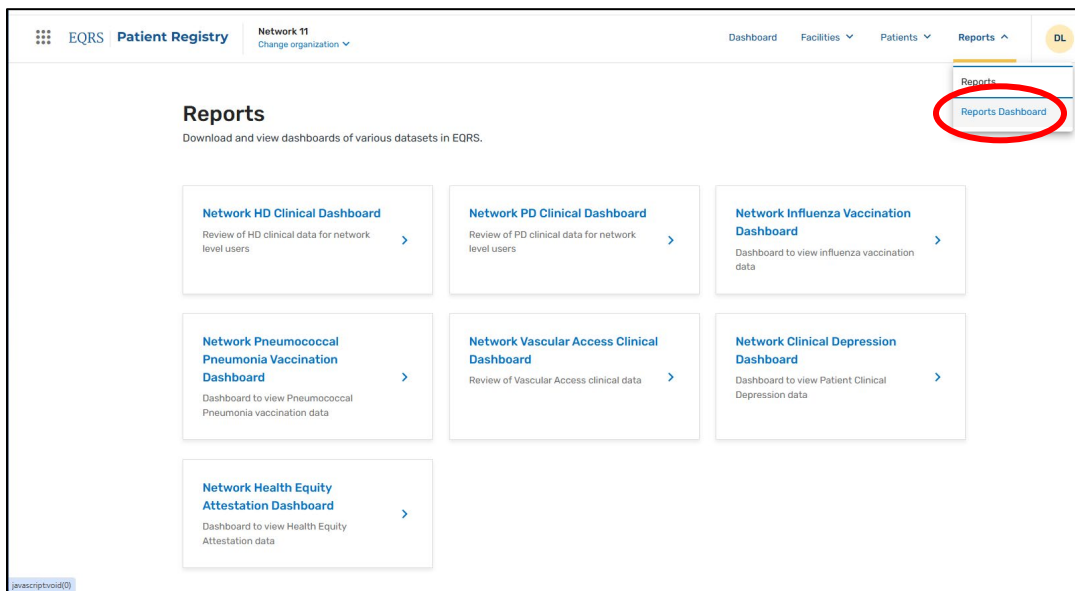 EQRS Patient Registry
Network 11
Change organization
Dashboard
Facilities
Patients
Reports
DL
Reports
Reports Dashboard
Reports
Download and view dashboards of various datasets in EQRS.
Network HD Clinical Dashboard
Review of HD clinical data for network
level users
Network PD Clinical Dashboard
Review of PD clinical data for network
level users
Network Influenza Vaccination
Dashboard
Dashboard to view influenza vaccination
data
Network Pneumococcal
Pneumonia Vaccination
Dashboard
Dashboard to view Pneumococcal
Pneumonia vaccination data
Network Vascular Access Clinical
Dashboard
Review of Vascular Access clinical data
Network Clinical Depression
Dashboard
Dashboard to view Patient Clinical
Depression data
Network Health Equity
Attestation Dashboard
Dashboard to view Health Equity
Attestation data
javascript:void(0)